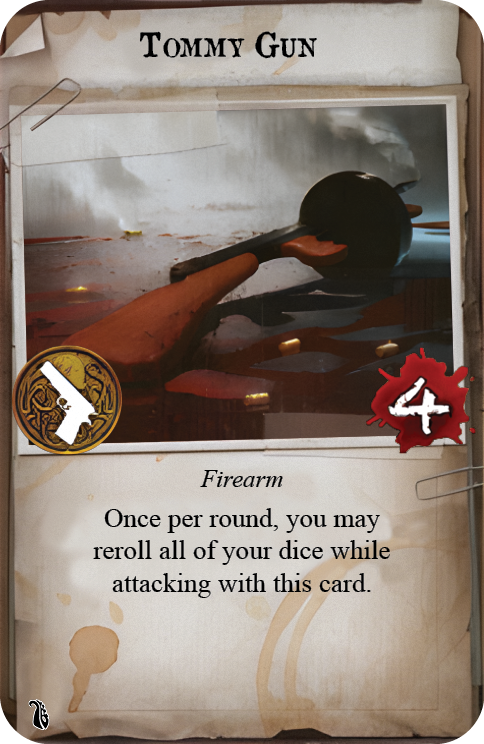 Tommy Gun
4
Firearm
Once per round, you may
reroll all of your dice while
attacking with this card.